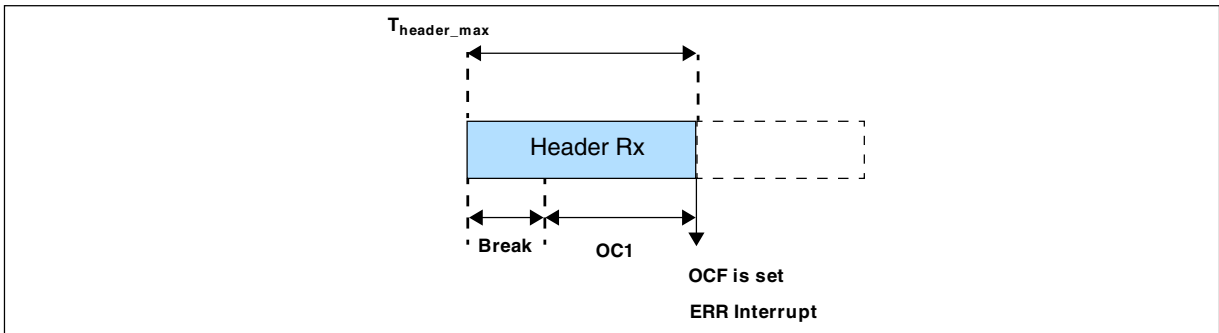 Theader_max
Header Rx
Break
OC1
OCF is set
ERR Interrupt